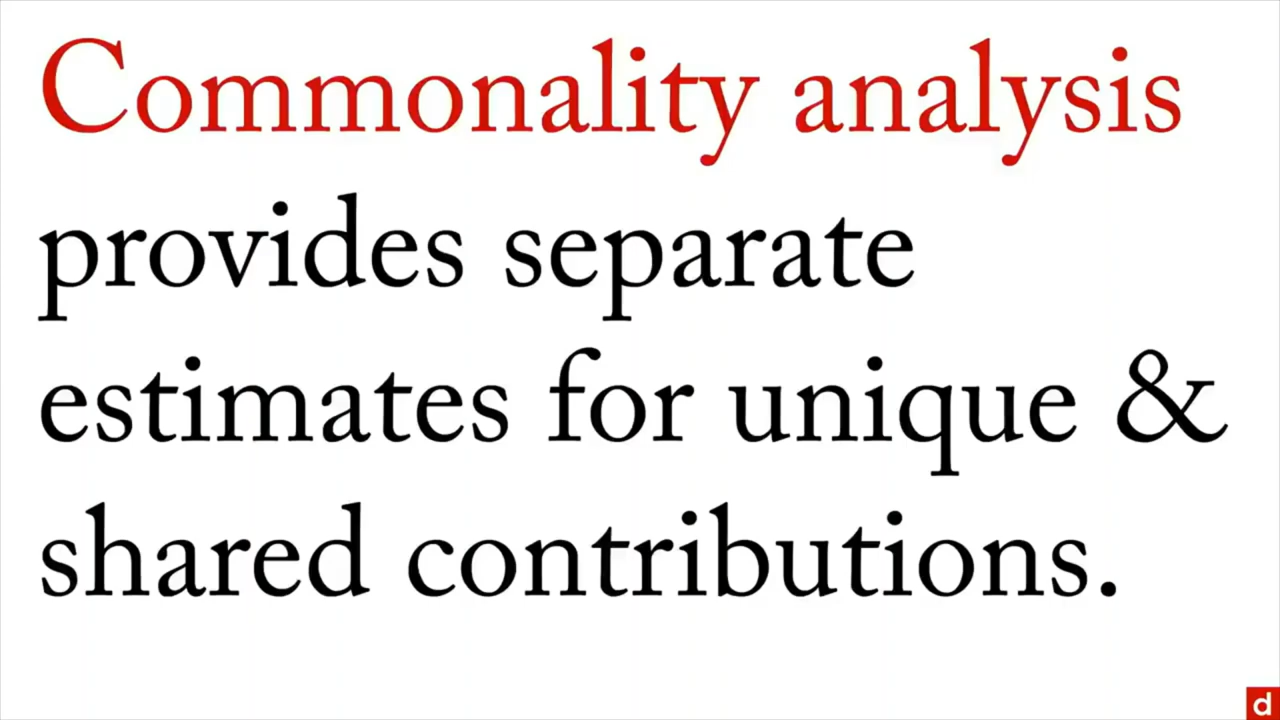 Commonality analysis
provides separate
estimates for unique &
shared contributions.
d